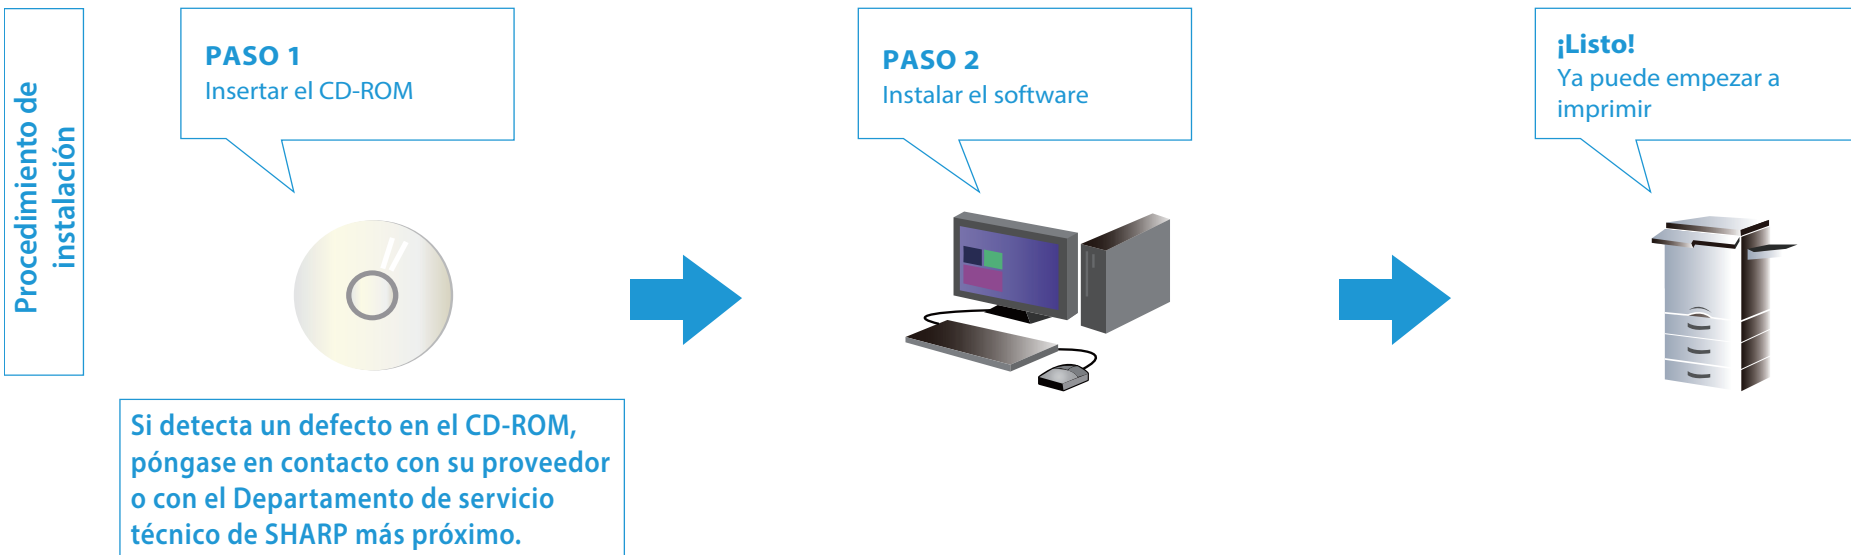 Procedimiento de
instalación
PASO 1
Insertar el CD-ROM
PASO 2
Instalar el software
¡Listo!
Ya puede empezar a
imprimir
Si detecta un defecto en el CD-ROM,
póngase en contacto con su proveedor
o con el Departamento de servicio
técnico de SHARP más próximo.